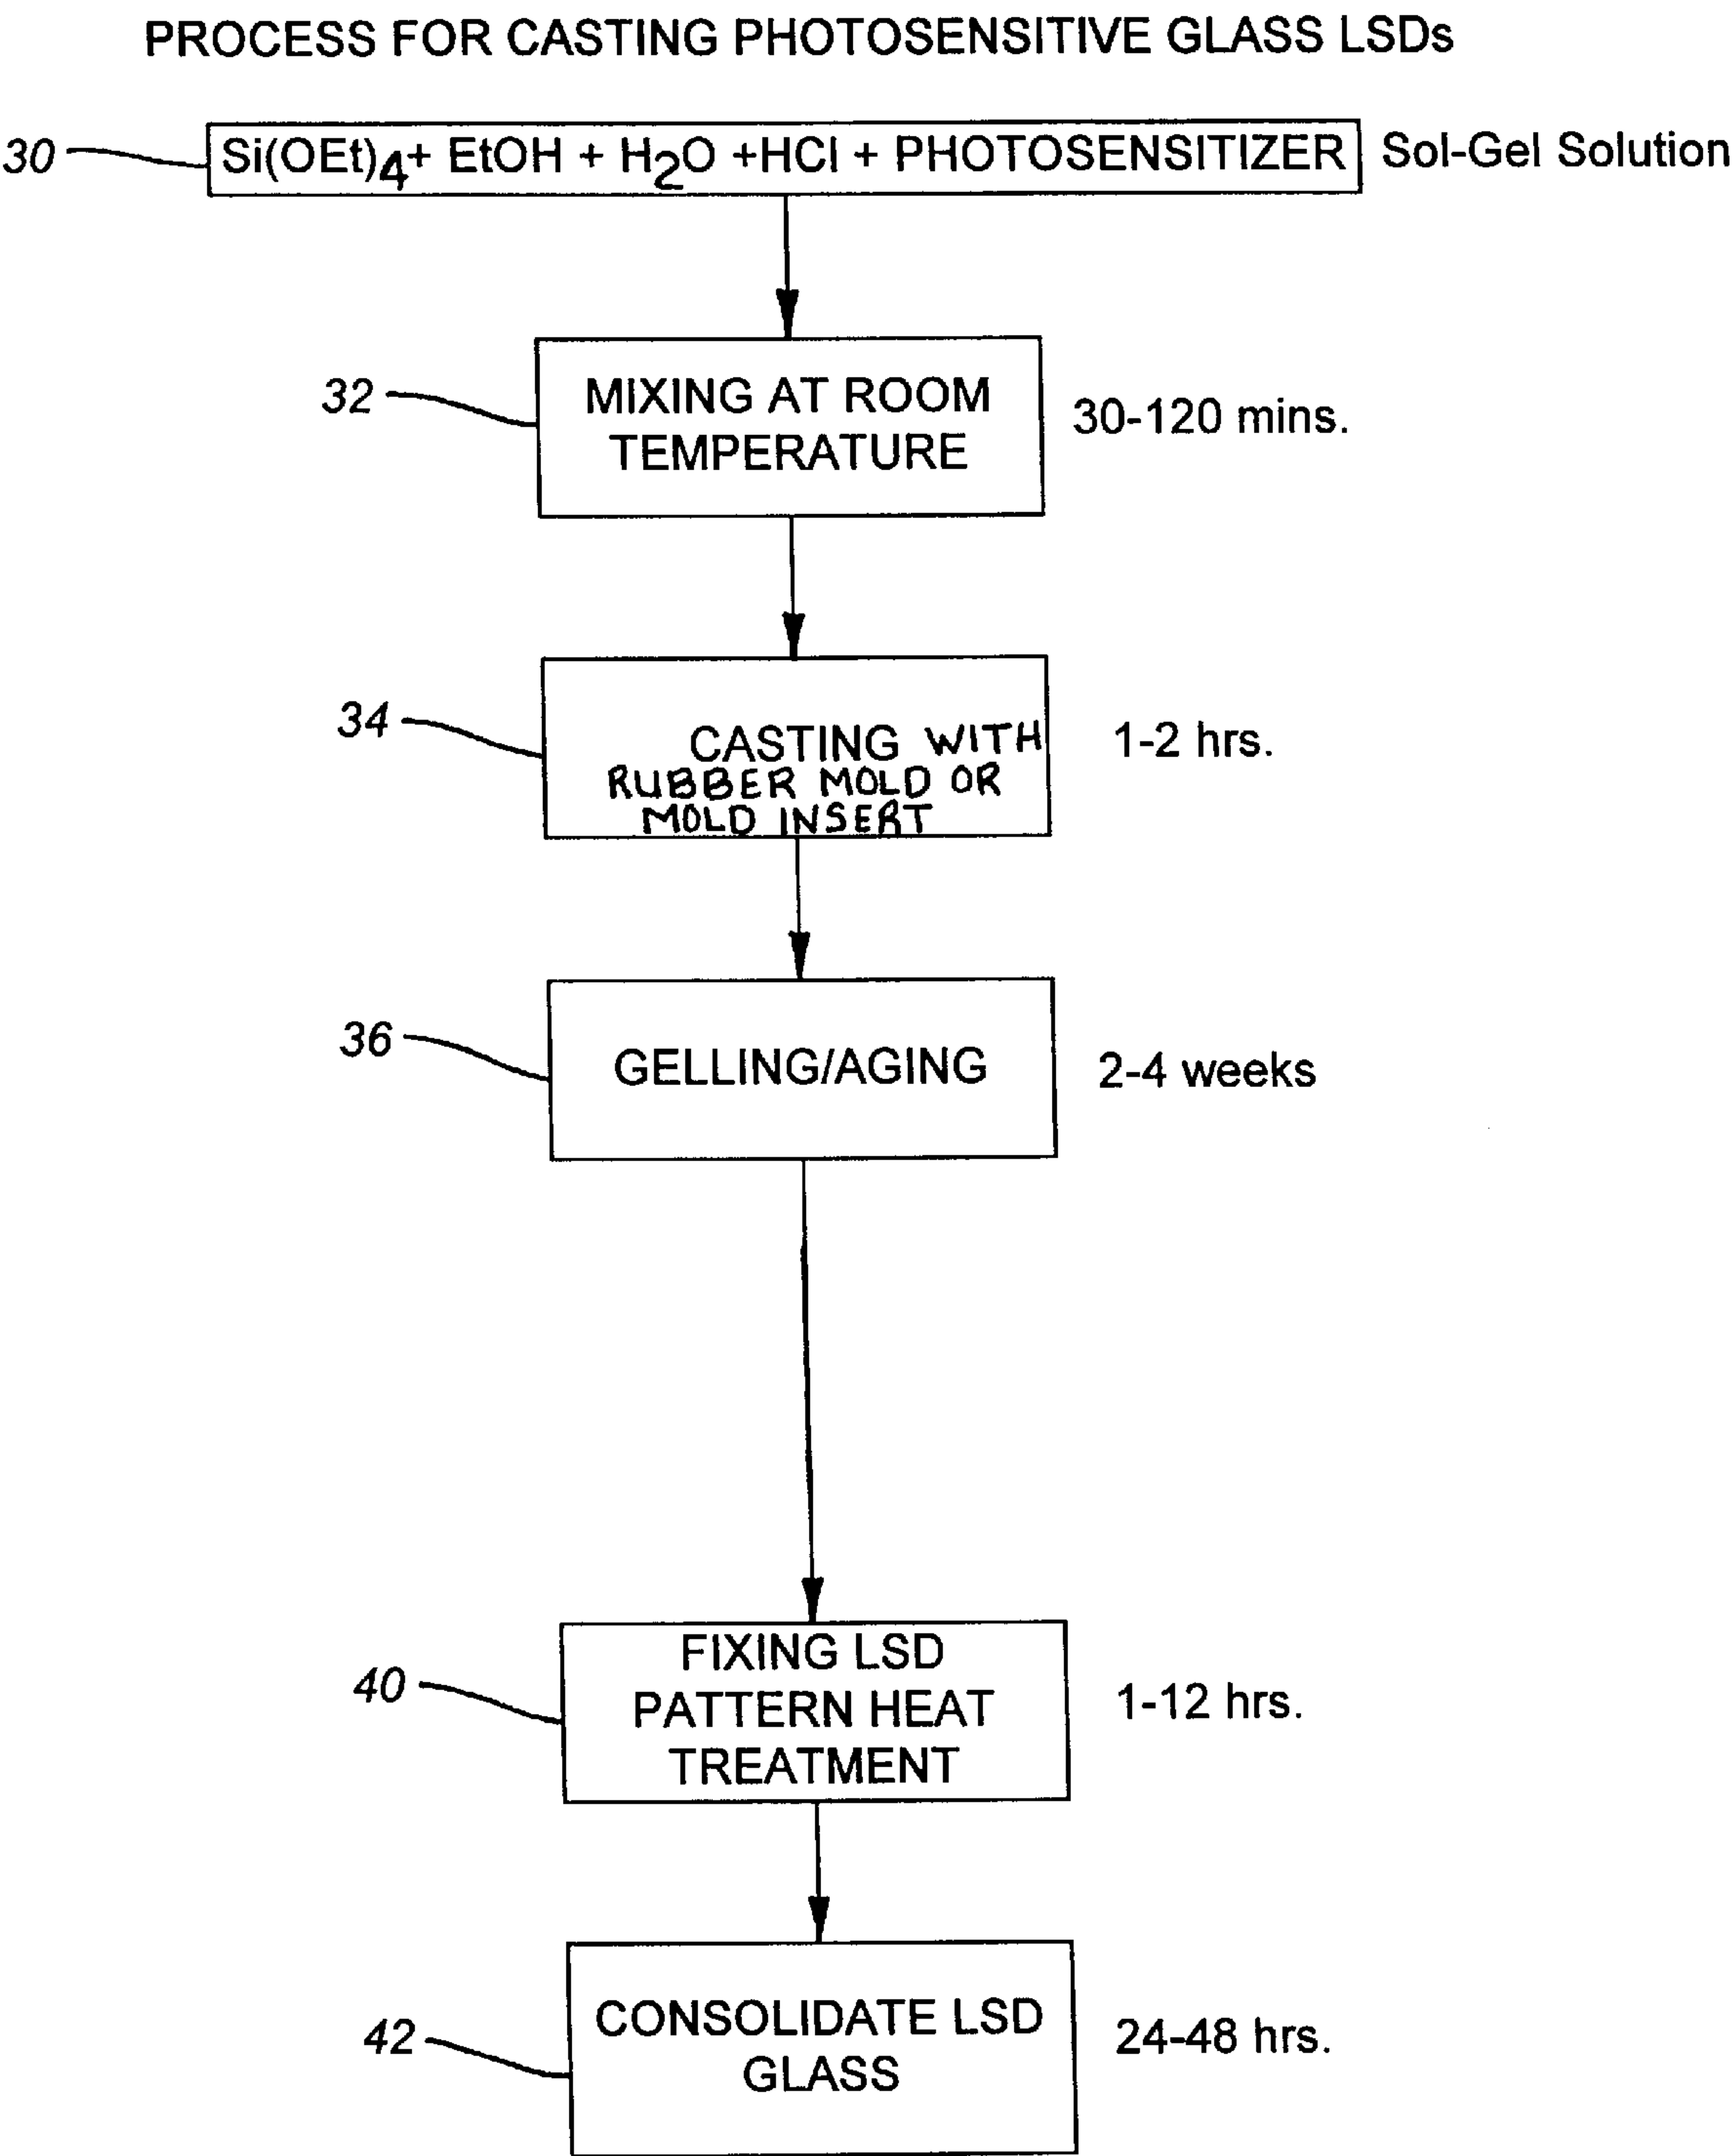 PROCESS FOR CASTING PHOTOSENSITIVE GLASS LSDs
30 Si(OEt)4+ EtOH + H2O +HCl + PHOTOSENSITIZER Sol-Gel Solution
32 MIXING AT ROOM
TEMPERATURE
30-120 mins.
34 CASTING WITH
RUBBER MOLD OR
MOLD INSERT
1-2 hrs.
36 GELLING/AGING 2-4 weeks
40 FIXING LSD
PATTERN HEAT
TREATMENT
1-12 hrs.
42 CONSOLIDATE LSD
GLASS
24-48 hrs.